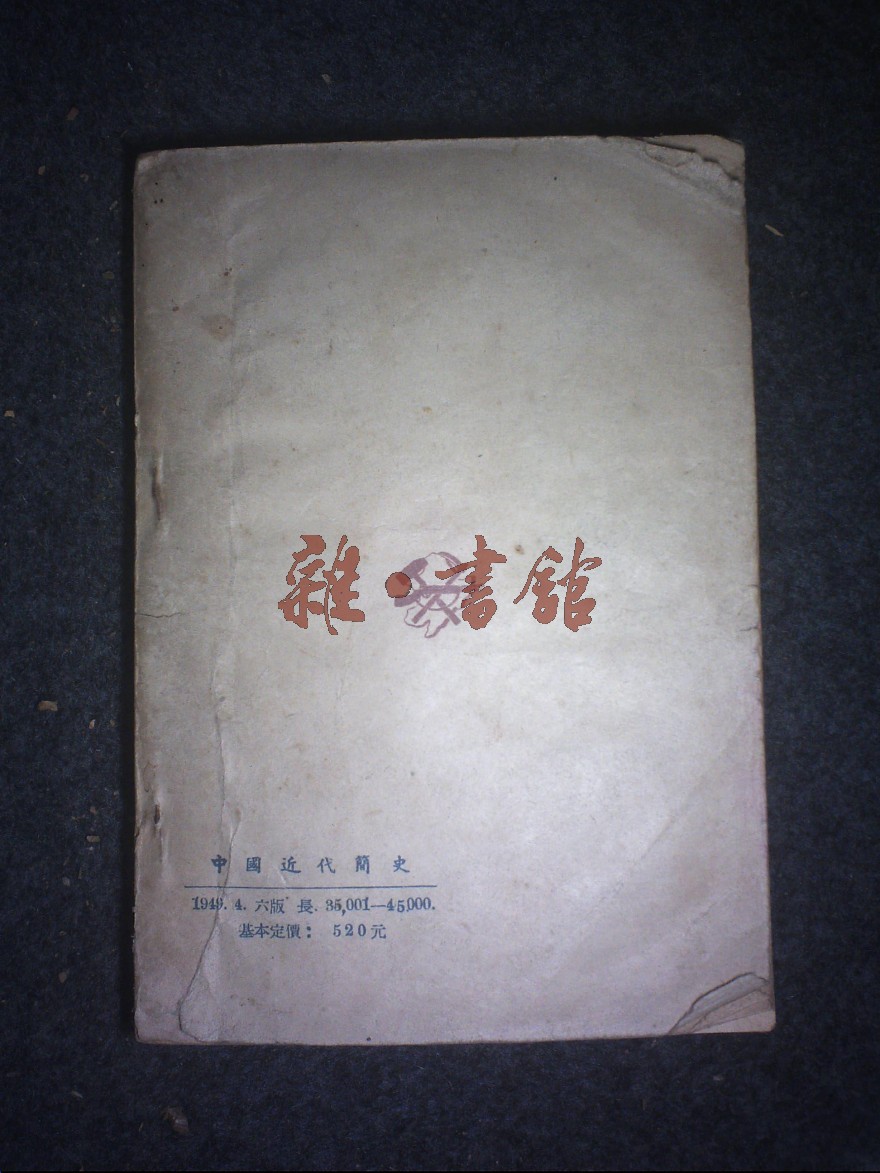 雜·書館
中國近代簡史
1949.4.六版 長.35,001—45,000.
基本定價：520元